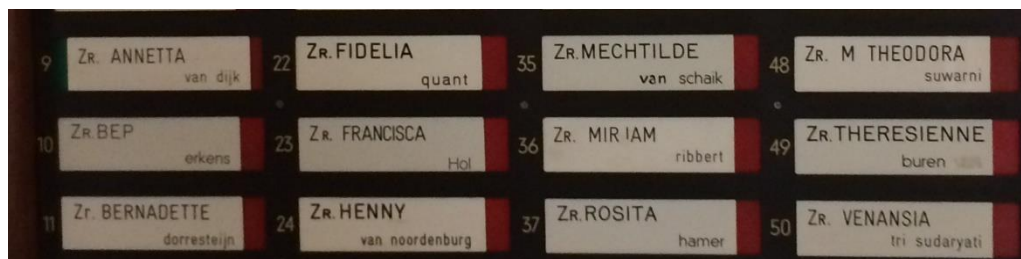 9 Zr. ANNETTA
van dijk
10 Zr. BEP
erkens
11 Zr. BERNADETTE
dorresteijn
22 Zr. FIDELIA
quant
23 Zr. FRANCISCA
Hol
24 Zr. HENNY
van noordenburg
35 Zr. MECHTILDE
van schaik
36 Zr. MIRJAM
ribbert
37 Zr. ROSITA
hamer
48 Zr. M THEODORA
suwarni
49 Zr. THERESIENNE
buren
50 Zr. VENANSIA
tri sudaryati